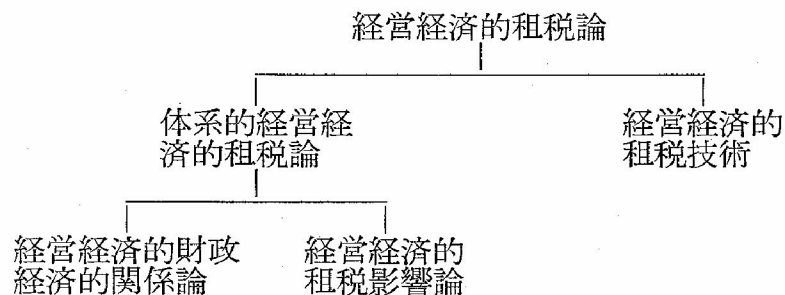 経営経済的租税論
体系的経営経
済的租税論
経営経済的
租税技術
経営経済的財政
経済的関係論
経営経済的
租税影響論